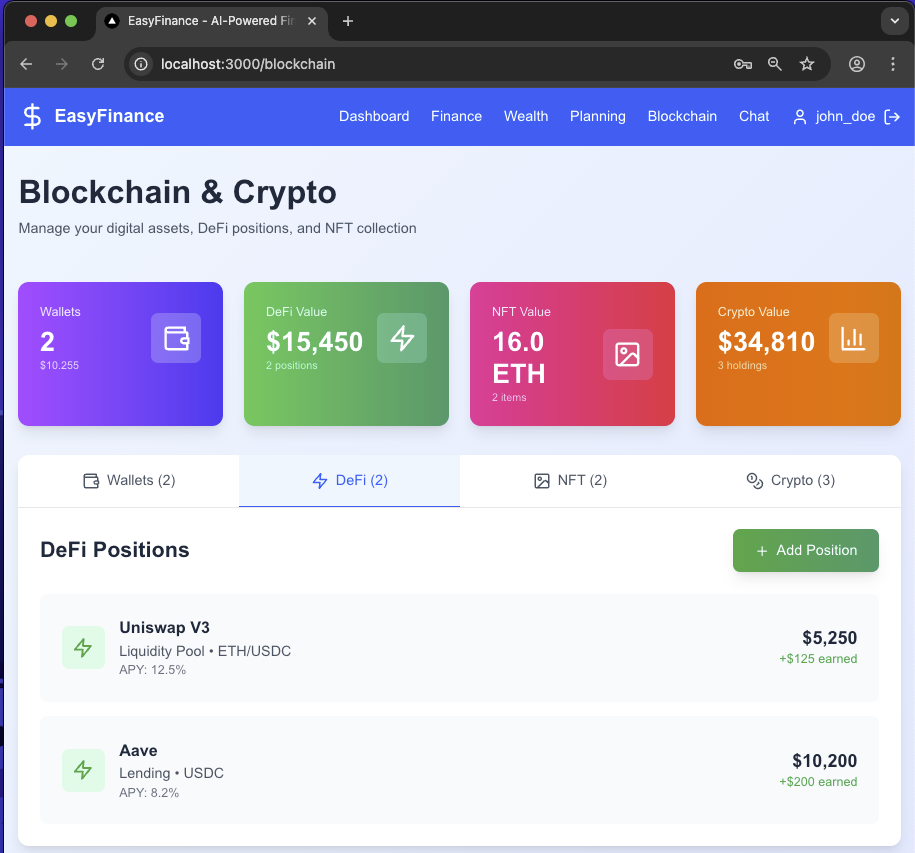 EasyFinance - AI-Powered Fin
localhost:3000/blockchain
EasyFinance
Dashboard
Finance
Wealth
Planning
Blockchain
Chat
john_doe
Blockchain & Crypto
Manage your digital assets, DeFi positions, and NFT collection
Wallets
2
$10.255
DeFi Value
$15,450
2 positions
NFT Value
16.0
ETH
2 items
Crypto Value
$34,810
3 holdings
Wallets (2)
DeFi (2)
NFT (2)
Crypto (3)
DeFi Positions
+ Add Position
Uniswap V3
Liquidity Pool • ETH/USDC
APY: 12.5%
$5,250
+$125 earned
Aave
Lending • USDC
APY: 8.2%
$10,200
+$200 earned